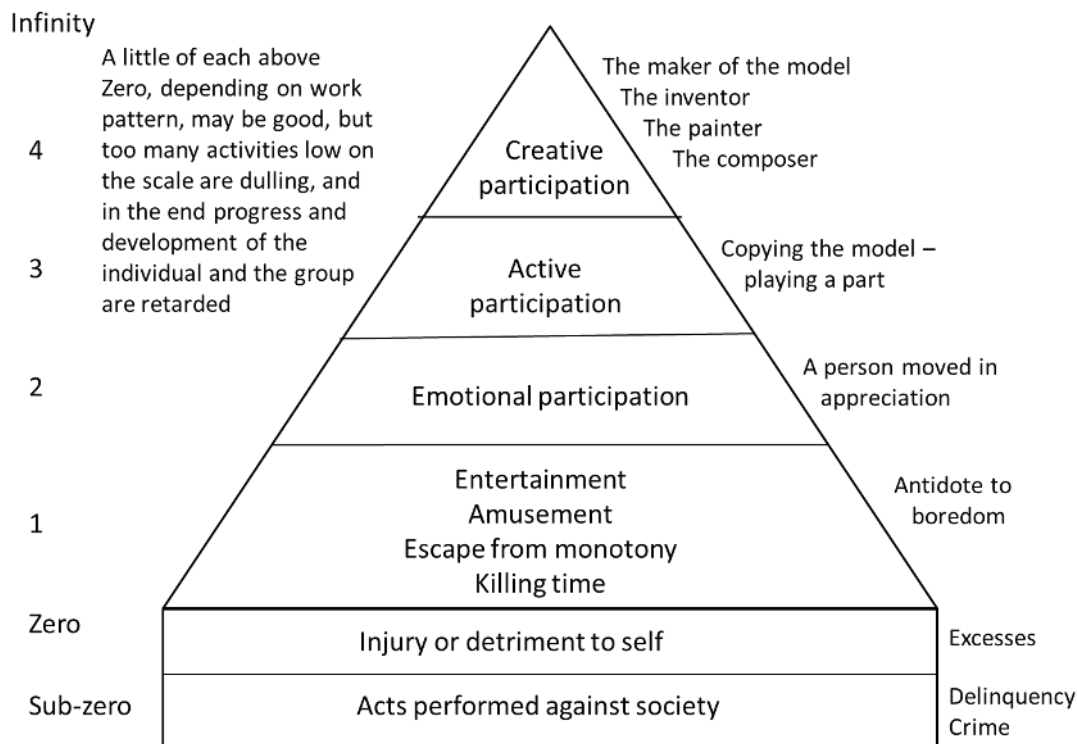 Infinity
A little of each above
Zero, depending on work
pattern, may be good, but
too many activities low on
the scale are dulling, and
in the end progress and
development of the
individual and the group
are retarded
The maker of the model
The inventor
The painter
The composer
4
Creative
participation
3
Active
participation
Copying the model –
playing a part
2
Emotional participation
A person moved in
appreciation
1
Entertainment
Amusement
Escape from monotony
Killing time
Antidote to
boredom
Zero
Injury or detriment to self
Excesses
Sub-zero
Acts performed against society
Delinquency
Crime